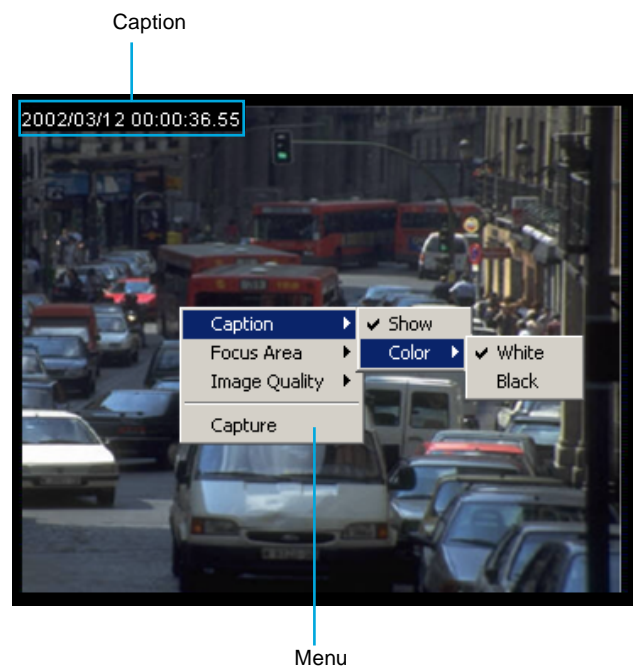 Caption
2002/03/12 00:00:36.55
Caption
Show
Focus Area
Color
White
Image Quality
Black
Capture
Menu